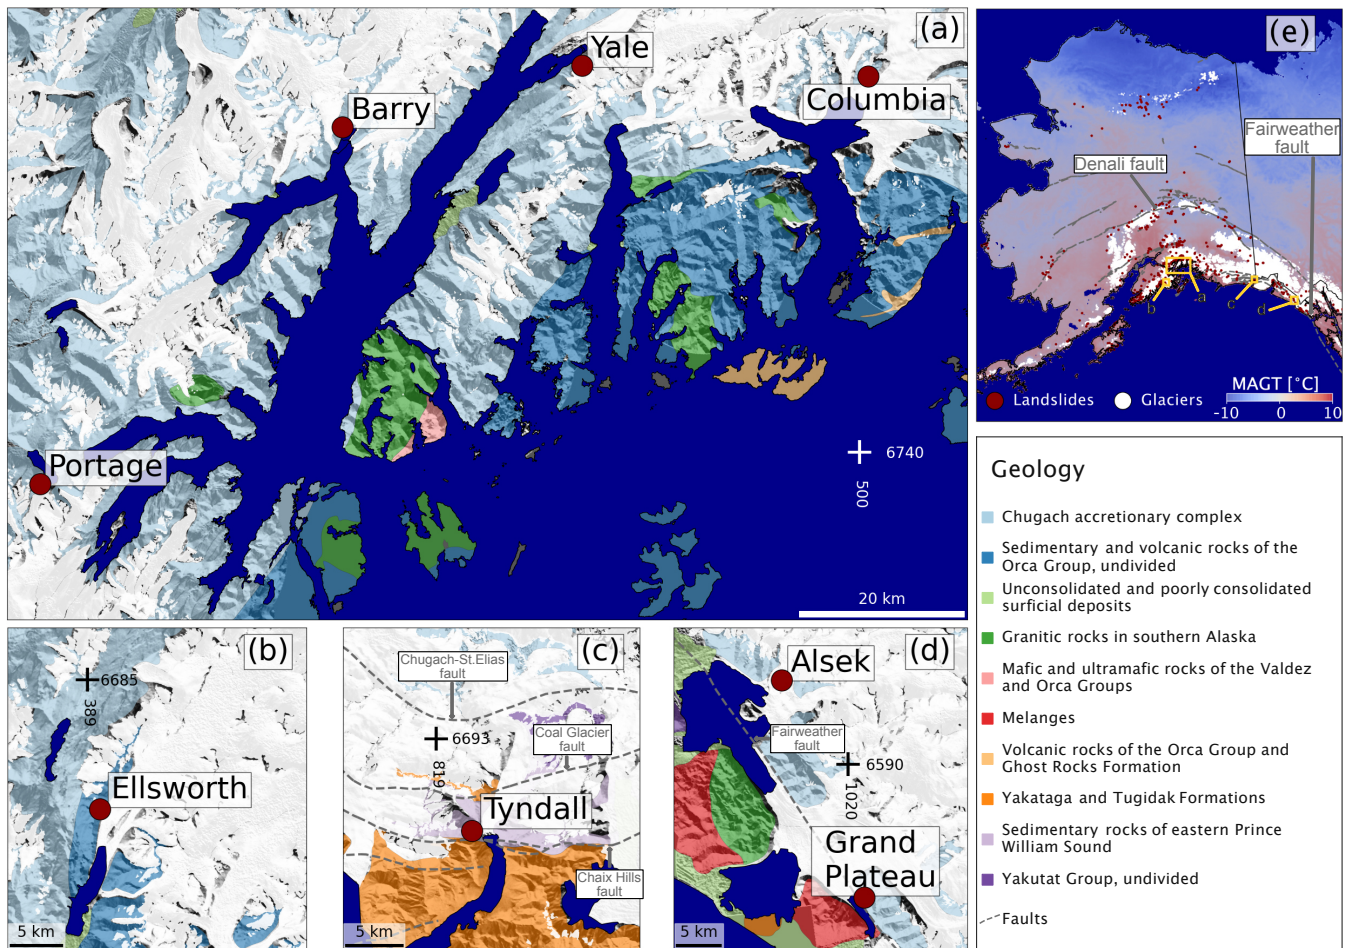 (a)
Yale
Columbia
Barry
Portage
6740
500
20 km
(e)
Fairweather
fault
Denali fault
a
b
c
d
MAGT [°C]
Landslides
Glaciers
-10
0
10
Geology
Chugach accretionary complex
Sedimentary and volcanic rocks of the
Orca Group, undivided
Unconsolidated and poorly consolidated
surficial deposits
Granitic rocks in southern Alaska
Mafic and ultramafic rocks of the Valdez
and Orca Groups
Melanges
Volcanic rocks of the Orca Group and
Ghost Rocks Formation
Yakataga and Tugidak Formations
Sedimentary rocks of eastern Prince
William Sound
Yakutat Group, undivided
Faults
(b)
6685
389
Ellsworth
5 km
(c)
Chugach-St.Elias
fault
Coal Glacier
fault
6693
819
Tyndall
Chaix Hills
fault
5 km
(d)
Alsek
Fairweather
fault
6590
1020
Grand
Plateau
5 km